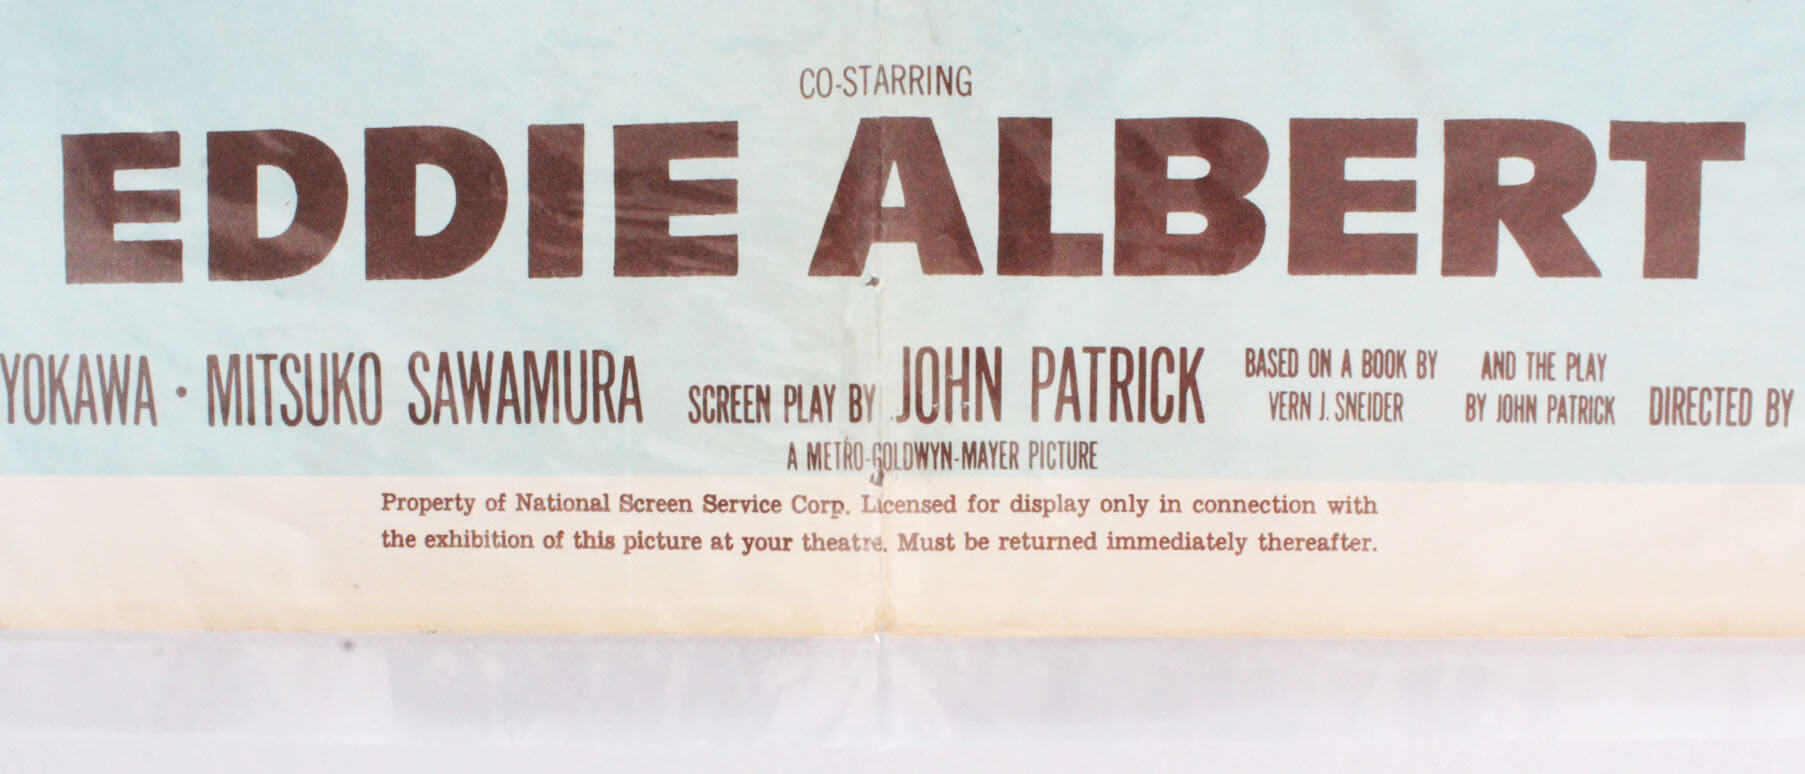 CO-STARRING
EDDIE ALBERT
YOKAWA • MITSUKO SAWAMURA SCREEN PLAY BY JOHN PATRICK BASED ON A BOOK BY VERN J. SNEIDER AND THE PLAY BY JOHN PATRICK DIRECTED BY
A METRO-GOLDWYN-MAYER PICTURE
Property of National Screen Service Corp. Licensed for display only in connection with
the exhibition of this picture at your theatre. Must be returned immediately thereafter.